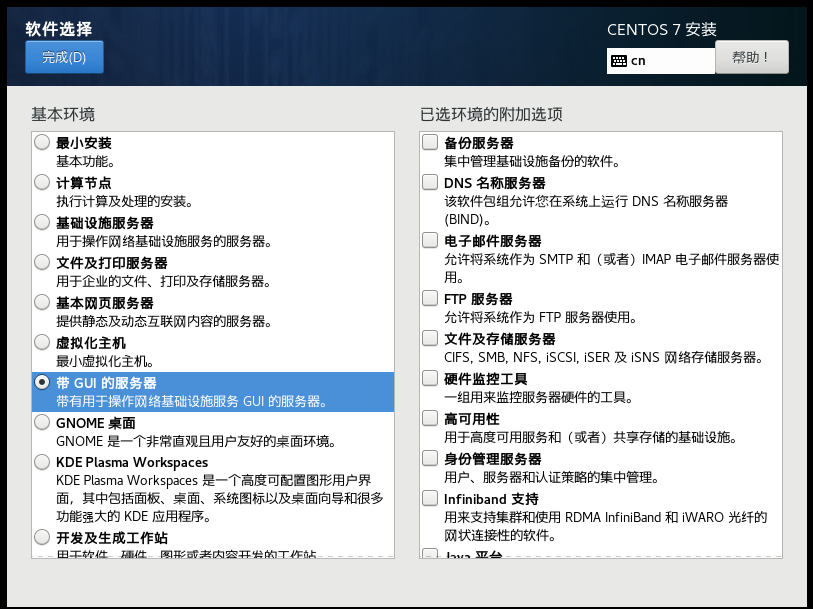 软件选择
完成(D)
CENTOS 7 安装
cn
帮助！
基本环境
最小安装
基本功能。
计算节点
执行计算及处理的安装。
基础设施服务器
用于操作网络基础设施服务的服务器。
文件及打印服务器
用于企业的文件、打印及存储服务器。
基本网页服务器
提供静态及动态互联网内容的服务器。
虚拟化主机
最小虚拟化主机。
带 GUI 的服务器
带有用于操作网络基础设施服务 GUI 的服务器。
GNOME 桌面
GNOME 是一个非常直观且用户友好的桌面环境。
KDE Plasma Workspaces
KDE Plasma Workspaces 是一个高度可配置图形用户界
面，其中包括面板、桌面、系统图标以及桌面向导和很多
功能强大的 KDE 应用程序。
开发及生成工作站
用于软件、硬件、图形或者内容开发的工作站
已选环境的附加选项
备份服务器
集中管理基础设施备份的软件。
DNS 名称服务器
该软件包组允许您在系统上运行 DNS 名称服务器
(BIND)。
电子邮件服务器
允许将系统作为 SMTP 和（或者）IMAP 电子邮件服务器使
用。
FTP 服务器
允许将系统作为 FTP 服务器使用。
文件及存储服务器
CIFS, SMB, NFS, iSCSI, iSER 及 iSNS 网络存储服务器。
硬件监控工具
一组用来监控服务器硬件的工具。
高可用性
用于高度可用服务和（或者）共享存储的基础设施。
身份管理服务器
用户、服务器和认证策略的集中管理。
Infiniband 支持
用来支持集群和使用 RDMA InfiniBand 和 iWARO 光纤的
网状连接性的软件。
Java 平台